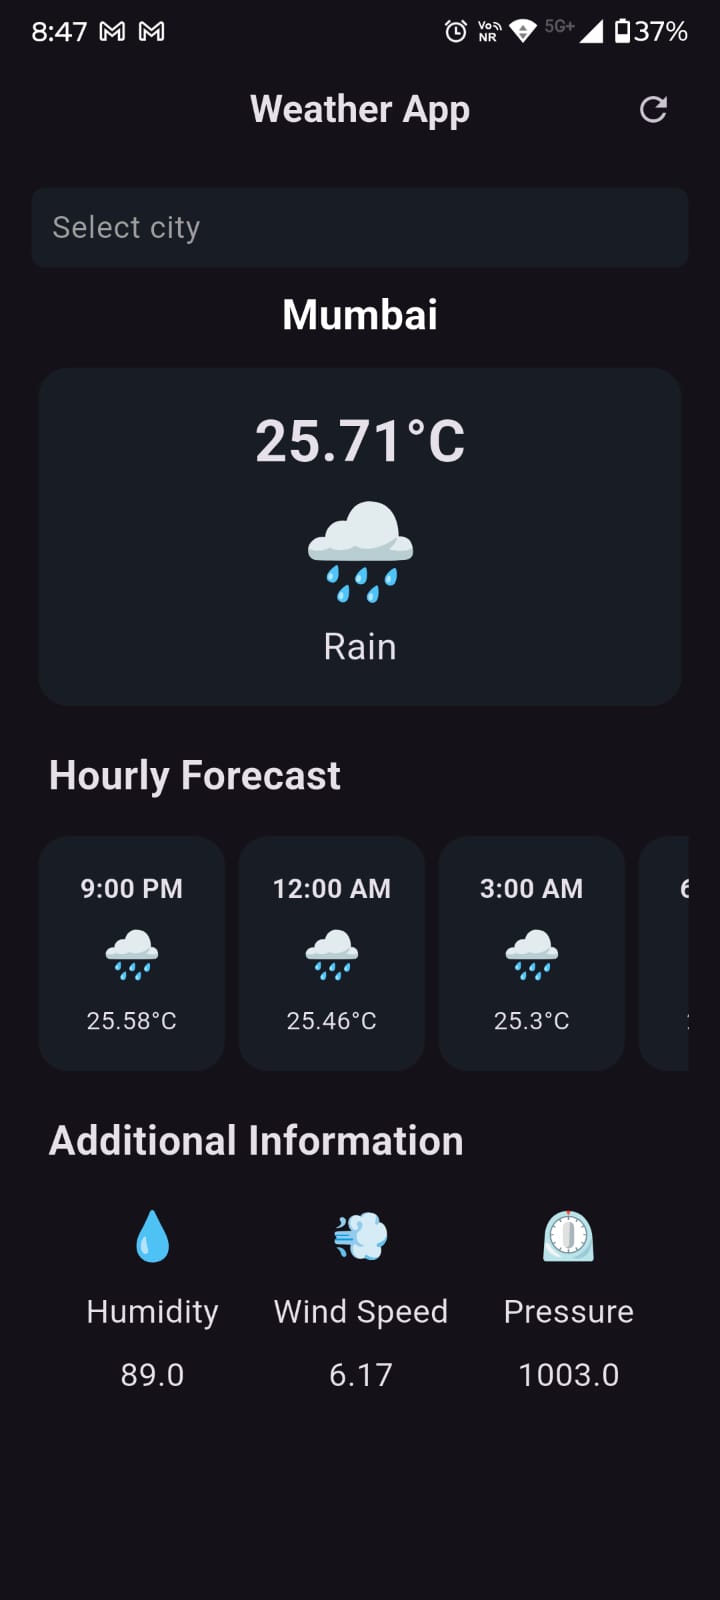 8:47 Vo NR 5G+ 37%
Weather App
Select city
Mumbai
25.71°C
Rain
Hourly Forecast
9:00 PM 12:00 AM 3:00 AM
25.58°C 25.46°C 25.3°C
Additional Information
Humidity Wind Speed Pressure
89.0 6.17 1003.0